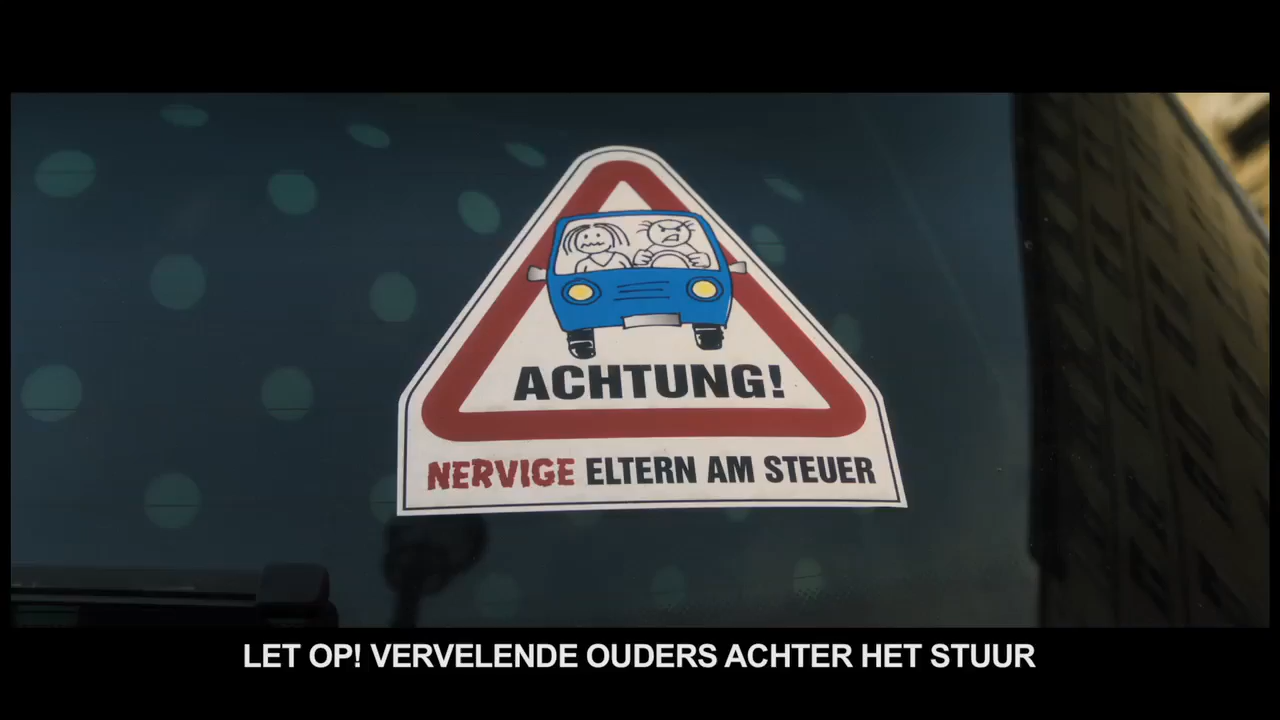 ACHTUNG!
NERVIGE ELTERN AM STEUER
LET OP! VERVELENDE OUDERS ACHTER HET STUUR